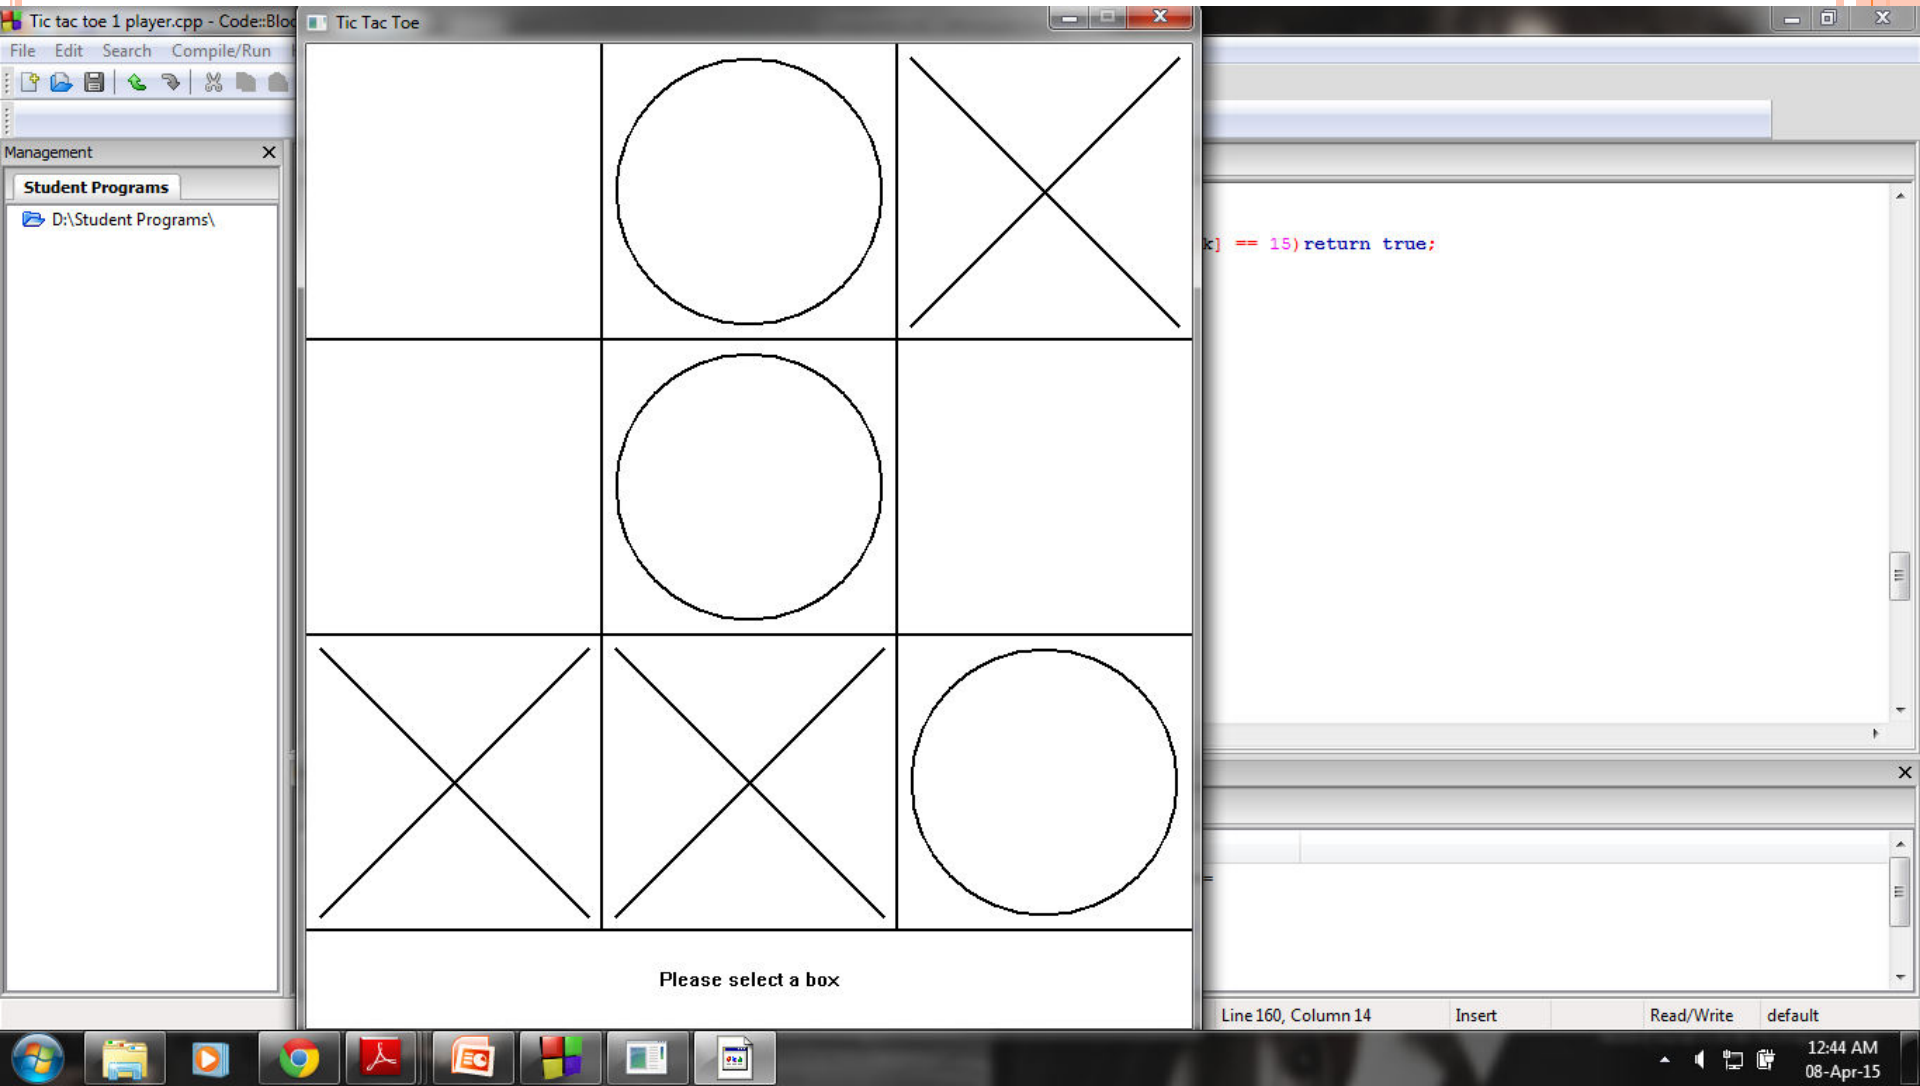 Tic tac toe 1 player.cpp - Code::Bloc
Tic Tac Toe
File Edit Search Compile/Run
Management
Student Programs
D:\Student Programs\
k] == 15)return true;
=
Please select a box
Line 160, Column 14 Insert Read/Write default
12:44 AM
08-Apr-15